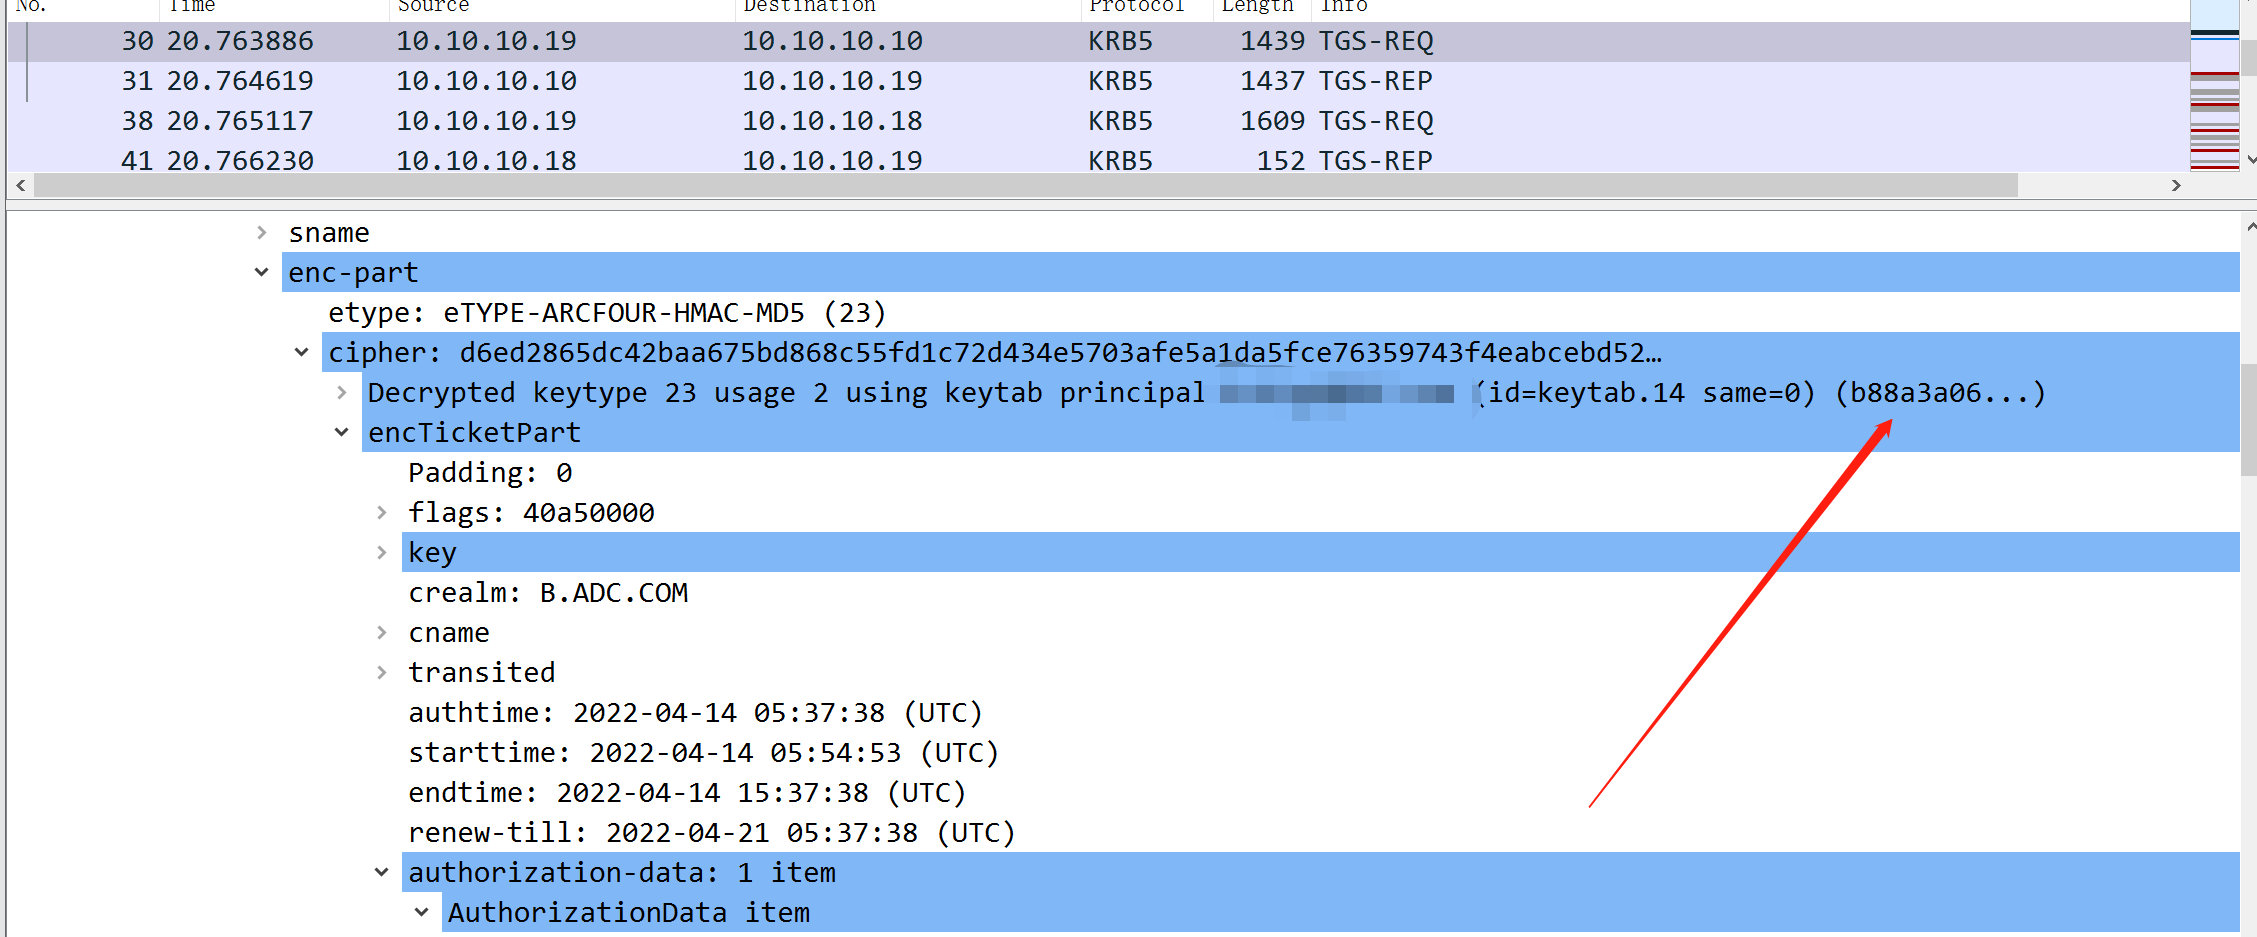 No. Time Source Destination Protocol Length Info
30 20.763886 10.10.10.19 10.10.10.10 KRB5 1439 TGS-REQ
31 20.764619 10.10.10.10 10.10.10.19 KRB5 1437 TGS-REP
38 20.765117 10.10.10.19 10.10.10.18 KRB5 1609 TGS-REQ
41 20.766230 10.10.10.18 10.10.10.19 KRB5 152 TGS-REP
sname
enc-part
etype: eTYPE-ARCFOUR-HMAC-MD5 (23)
cipher: d6ed2865dc42baa675bd868c55fd1c72d434e5703afe5a1da5fce76359743f4eabcebd52…
Decrypted keytype 23 usage 2 using keytab principal (id=keytab.14 same=0) (b88a3a06...)
encTicketPart
Padding: 0
flags: 40a50000
key
crealm: B.ADC.COM
cname
transited
authtime: 2022-04-14 05:37:38 (UTC)
starttime: 2022-04-14 05:54:53 (UTC)
endtime: 2022-04-14 15:37:38 (UTC)
renew-till: 2022-04-21 05:37:38 (UTC)
authorization-data: 1 item
AuthorizationData item